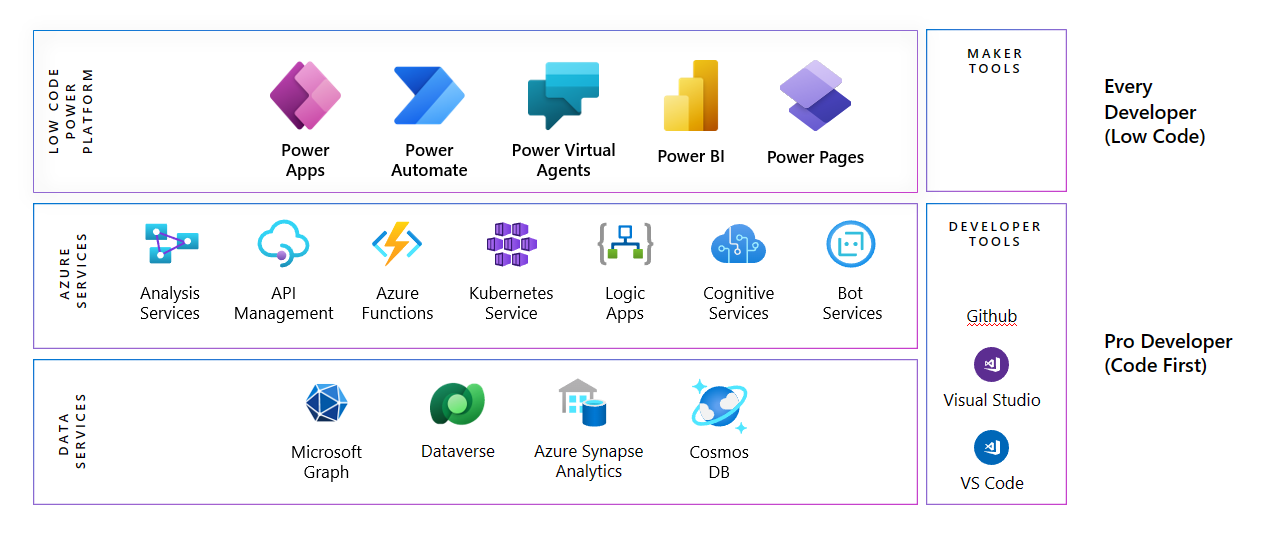 LOW CODE
POWER
PLATFORM
Power
Apps
Power
Automate
Power Virtual
Agents
Power BI
Power Pages
MAKER
TOOLS
Every
Developer
(Low Code)
AZURE
SERVICES
Analysis
Services
API
Management
Azure
Functions
Kubernetes
Service
Logic
Apps
Cognitive
Services
Bot
Services
DEVELOPER
TOOLS
Github
Visual Studio
VS Code
Pro Developer
(Code First)
DATA
SERVICES
Microsoft
Graph
Dataverse
Azure Synapse
Analytics
Cosmos
DB